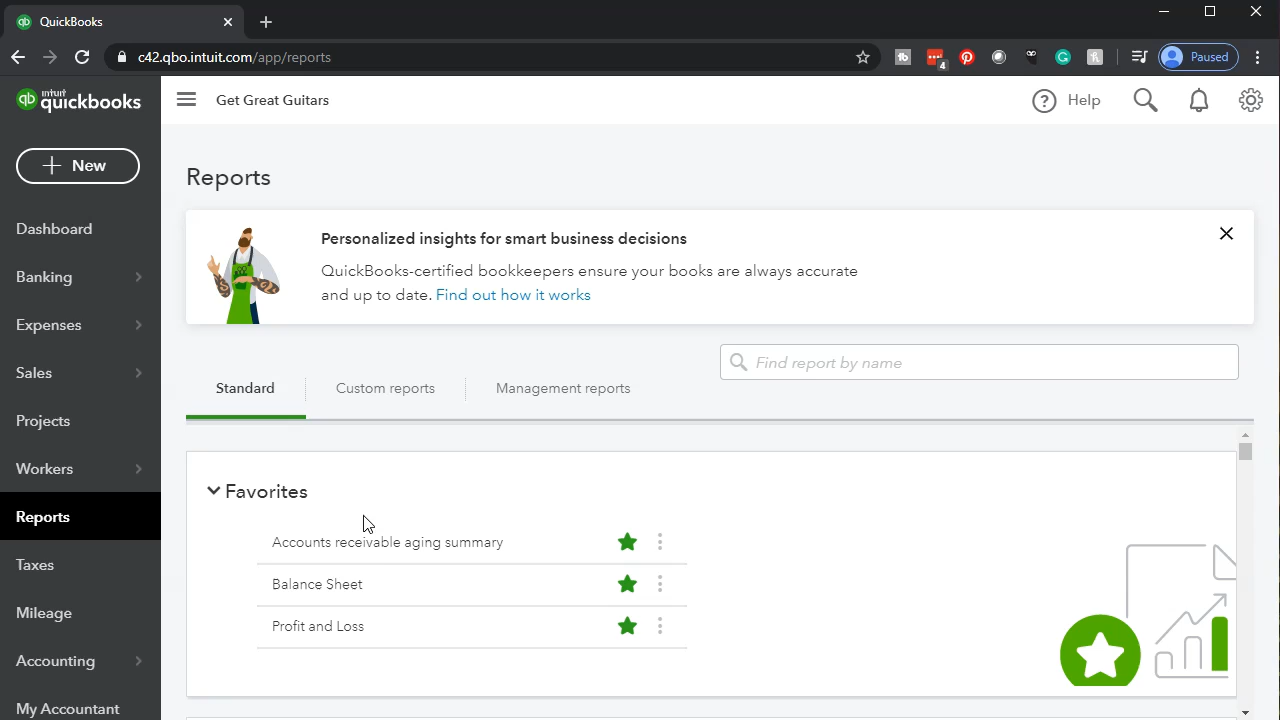 QuickBooks
c42.qbo.intuit.com/app/reports
4
Paused
intuit
quickbooks
Get Great Guitars
Help
New
Reports
Dashboard
Personalized insights for smart business decisions
QuickBooks-certified bookkeepers ensure your books are always accurate
and up to date. Find out how it works
Banking
Expenses
Sales
Find report by name
Standard
Custom reports
Management reports
Projects
Workers
Favorites
Reports
Accounts receivable aging summary
Taxes
Balance Sheet
Mileage
Profit and Loss
Accounting
My Accountant